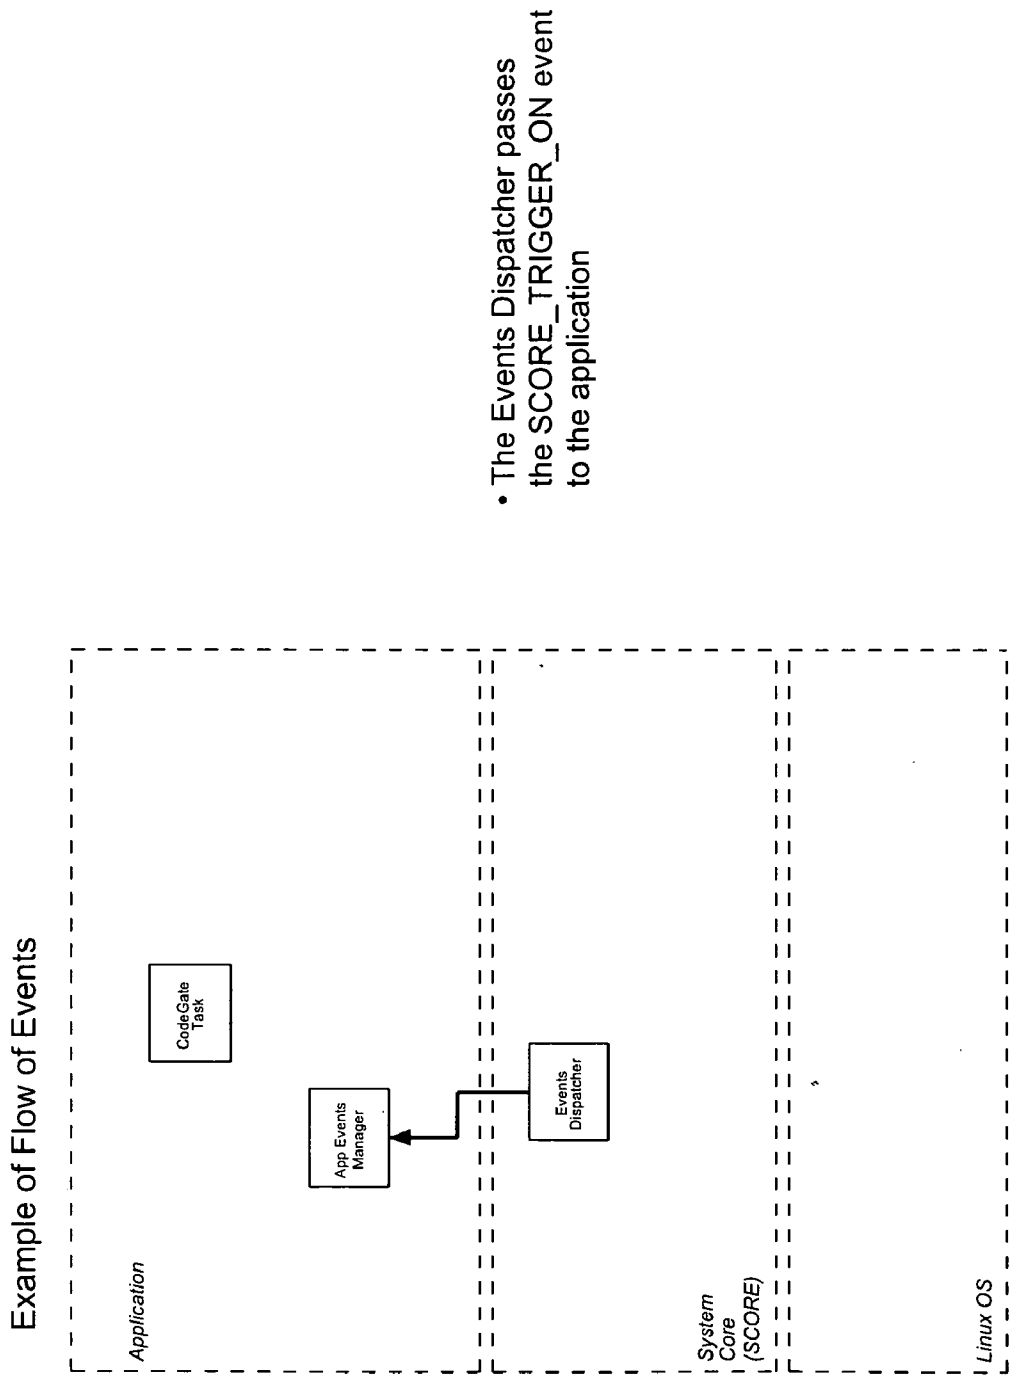 Example of Flow of Events
Application
CodeGate
Task
App Events
Manager
Events
Dispatcher
System
Core
(SCORE)
Linux OS
• The Events Dispatcher passes
the SCORE_TRIGGER_ON event
to the application